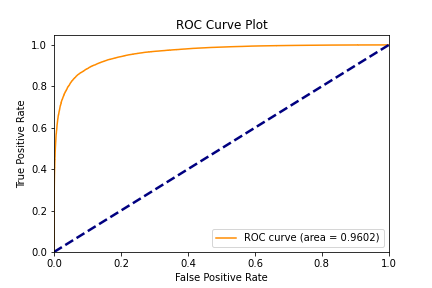 ROC Curve Plot
True Positive Rate
1.0
0.8
0.6
0.4
0.2
0.0
ROC curve (area = 0.9602)
0.0 0.2 0.4 0.6 0.8 1.0
False Positive Rate